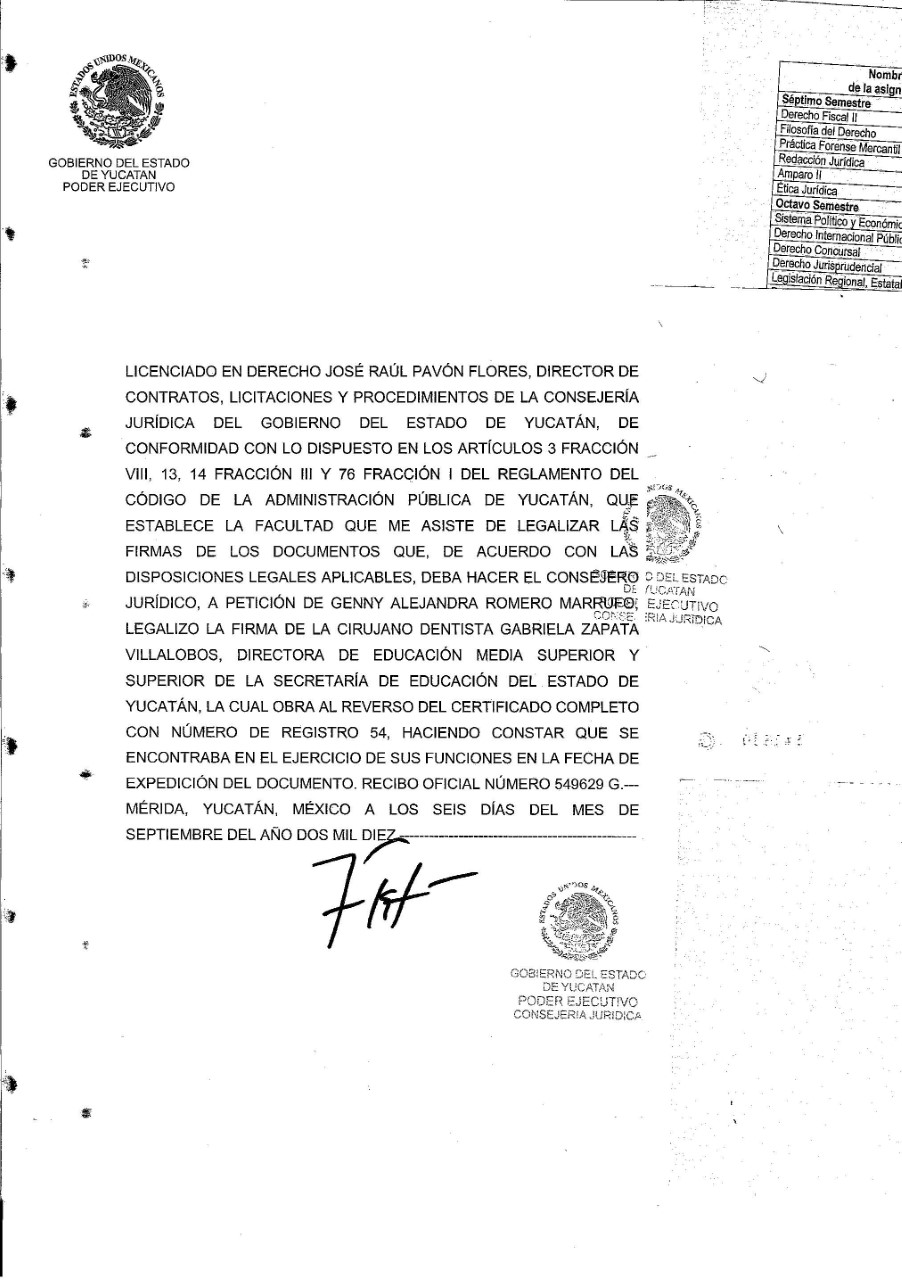 ESTADOS UNIDOS MEXICANOS
GOBIERNO DEL ESTADO
DE YUCATAN
PODER EJECUTIVO
Nombr
de la asign
Séptimo Semestre
Derecho Fiscal II
Filosofía del Derecho
Práctica Forense Mercantil
Redacción Jurídica
Amparo II
Ética Jurídica
Octavo Semestre
Sistema Político y Económic
Derecho Internacional Públic
Derecho Concursal
Derecho Jurisprudencial
Legislación Regional, Estatal
LICENCIADO EN DERECHO JOSÉ RAÚL PAVÓN FLORES, DIRECTOR DE
CONTRATOS, LICITACIONES Y PROCEDIMIENTOS DE LA CONSEJERÍA
JURÍDICA DEL GOBIERNO DEL ESTADO DE YUCATÁN, DE
CONFORMIDAD CON LO DISPUESTO EN LOS ARTÍCULOS 3 FRACCIÓN
VIII, 13, 14 FRACCIÓN III Y 76 FRACCIÓN I DEL REGLAMENTO DEL
CÓDIGO DE LA ADMINISTRACIÓN PÚBLICA DE YUCATÁN, QUE
ESTABLECE LA FACULTAD QUE ME ASISTE DE LEGALIZAR LAS
FIRMAS DE LOS DOCUMENTOS QUE, DE ACUERDO CON LAS
DISPOSICIONES LEGALES APLICABLES, DEBA HACER EL CONSEJERO
JURÍDICO, A PETICIÓN DE GENNY ALEJANDRA ROMERO MARRUFO,
LEGALIZO LA FIRMA DE LA CIRUJANO DENTISTA GABRIELA ZAPATA
VILLALOBOS, DIRECTORA DE EDUCACIÓN MEDIA SUPERIOR Y
SUPERIOR DE LA SECRETARÍA DE EDUCACIÓN DEL ESTADO DE
YUCATÁN, LA CUAL OBRA AL REVERSO DEL CERTIFICADO COMPLETO
CON NÚMERO DE REGISTRO 54, HACIENDO CONSTAR QUE SE
ENCONTRABA EN EL EJERCICIO DE SUS FUNCIONES EN LA FECHA DE
EXPEDICIÓN DEL DOCUMENTO. RECIBO OFICIAL NÚMERO 549629 G.---
MÉRIDA, YUCATÁN, MÉXICO A LOS SEIS DÍAS DEL MES DE
SEPTIEMBRE DEL AÑO DOS MIL DIEZ.---
DEL ESTADO
DE YUCATAN
EJECUTIVO
CONSEJERIA JURÍDICA
ESTADOS UNIDOS MEXICANOS
GOBIERNO DEL ESTADO
DE YUCATAN
PODER EJECUTIVO
CONSEJERIA JURIDICA